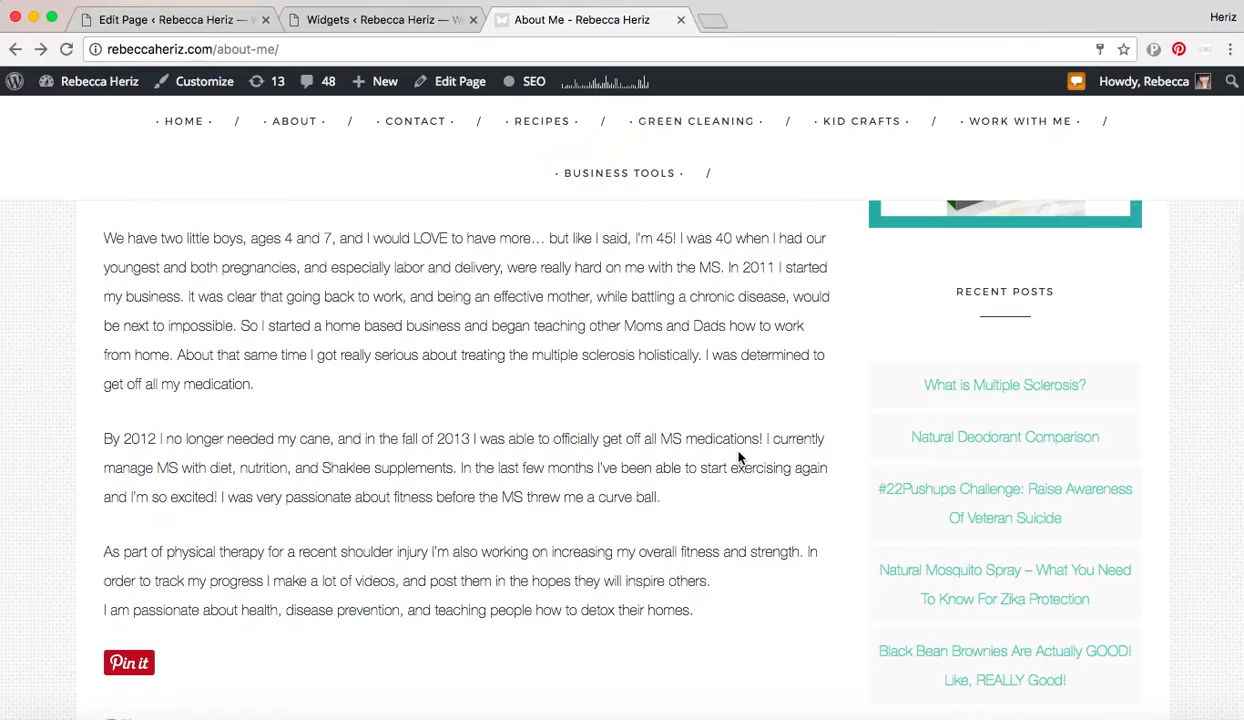 Heriz
Edit Page ‹ Rebecca Heriz —
Widgets ‹ Rebecca Heriz —
About Me - Rebecca Heriz
rebeccaheriz.com/about-me/
Rebecca Heriz Customize 13 48 New Edit Page SEO Howdy, Rebecca
· HOME · / · ABOUT · / · CONTACT · / · RECIPES · / · GREEN CLEANING · / · KID CRAFTS · / · WORK WITH ME · /
· BUSINESS TOOLS · /
We have two little boys, ages 4 and 7, and I would LOVE to have more… but like I said, I'm 45! I was 40 when I had our
youngest and both pregnancies, and especially labor and delivery, were really hard on me with the MS. In 2011 I started
my business. It was clear that going back to work, and being an effective mother, while battling a chronic disease, would
be next to impossible. So I started a home based business and began teaching other Moms and Dads how to work
from home. About that same time I got really serious about treating the multiple sclerosis holistically. I was determined to
get off all my medication.
By 2012 I no longer needed my cane, and in the fall of 2013 I was able to officially get off all MS medications! I currently
manage MS with diet, nutrition, and Shaklee supplements. In the last few months I've been able to start exercising again
and I'm so excited! I was very passionate about fitness before the MS threw me a curve ball.
As part of physical therapy for a recent shoulder injury I'm also working on increasing my overall fitness and strength. In
order to track my progress I make a lot of videos, and post them in the hopes they will inspire others.
I am passionate about health, disease prevention, and teaching people how to detox their homes.
Pin it
RECENT POSTS
What is Multiple Sclerosis?
Natural Deodorant Comparison
#22Pushups Challenge: Raise Awareness
Of Veteran Suicide
Natural Mosquito Spray – What You Need
To Know For Zika Protection
Black Bean Brownies Are Actually GOOD!
Like, REALLY Good!